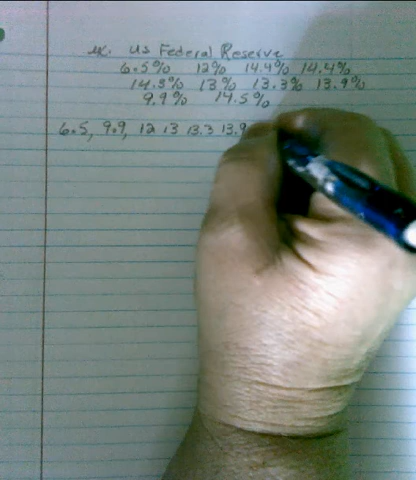 ex. US Federal Reserve
6.5% 12% 14.4% 14.4%
14.3% 13% 13.3% 13.9%
9.9% 14.5%
6.5, 9.9, 12 13 13.3 13.9